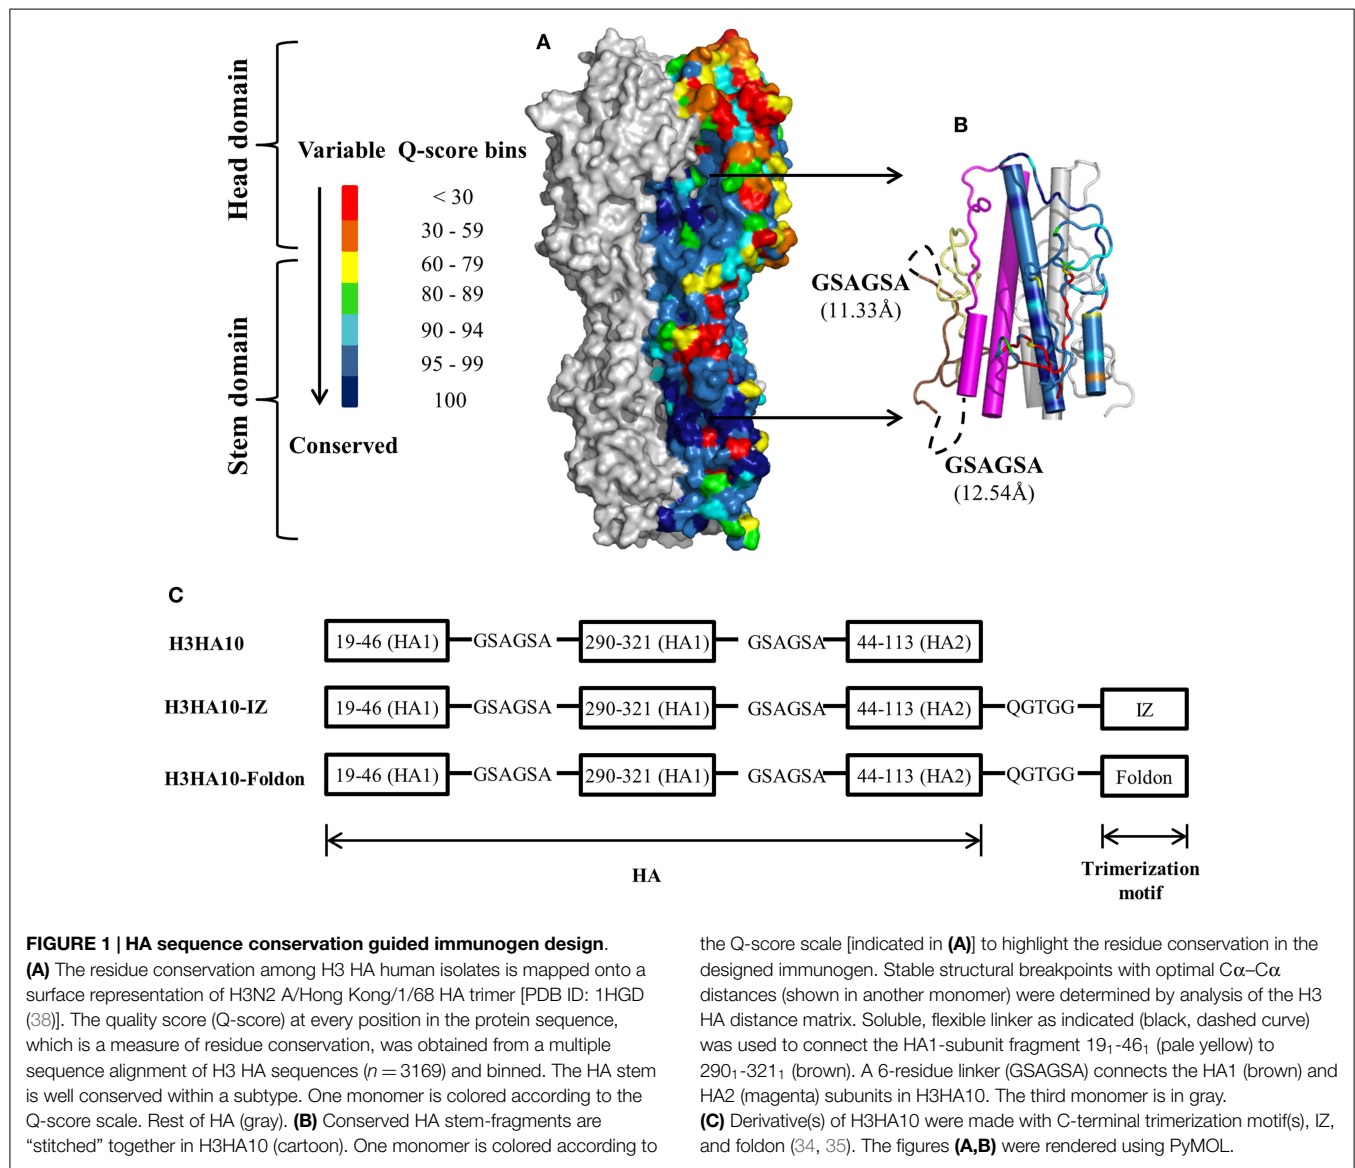 A
Head domain
Variable Q-score bins
< 30
30 - 59
60 - 79
80 - 89
90 - 94
95 - 99
100
Conserved
Stem domain
B
GSAGSA
(11.33Å)
GSAGSA
(12.54Å)
C
H3HA10 19-46 (HA1) GSAGSA 290-321 (HA1) GSAGSA 44-113 (HA2)
H3HA10-IZ 19-46 (HA1) GSAGSA 290-321 (HA1) GSAGSA 44-113 (HA2) QGTGG IZ
H3HA10-Foldon 19-46 (HA1) GSAGSA 290-321 (HA1) GSAGSA 44-113 (HA2) QGTGG Foldon
HA
Trimerization
motif
FIGURE 1 | HA sequence conservation guided immunogen design.
(A) The residue conservation among H3 HA human isolates is mapped onto a
surface representation of H3N2 A/Hong Kong/1/68 HA trimer [PDB ID: 1HGD
(38)]. The quality score (Q-score) at every position in the protein sequence,
which is a measure of residue conservation, was obtained from a multiple
sequence alignment of H3 HA sequences (n = 3169) and binned. The HA stem
is well conserved within a subtype. One monomer is colored according to the
Q-score scale. Rest of HA (gray). (B) Conserved HA stem-fragments are
“stitched” together in H3HA10 (cartoon). One monomer is colored according to
the Q-score scale [indicated in (A)] to highlight the residue conservation in the
designed immunogen. Stable structural breakpoints with optimal Cα–Cα
distances (shown in another monomer) were determined by analysis of the H3
HA distance matrix. Soluble, flexible linker as indicated (black, dashed curve)
was used to connect the HA1-subunit fragment 19₁-46₁ (pale yellow) to
290₁-321₁ (brown). A 6-residue linker (GSAGSA) connects the HA1 (brown) and
HA2 (magenta) subunits in H3HA10. The third monomer is in gray.
(C) Derivative(s) of H3HA10 were made with C-terminal trimerization motif(s), IZ,
and foldon (34, 35). The figures (A,B) were rendered using PyMOL.